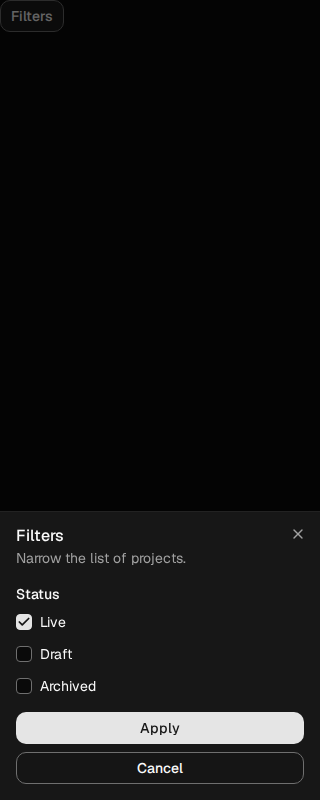 Filters
Filters
Narrow the list of projects.
Status
Live
Draft
Archived
Apply
Cancel